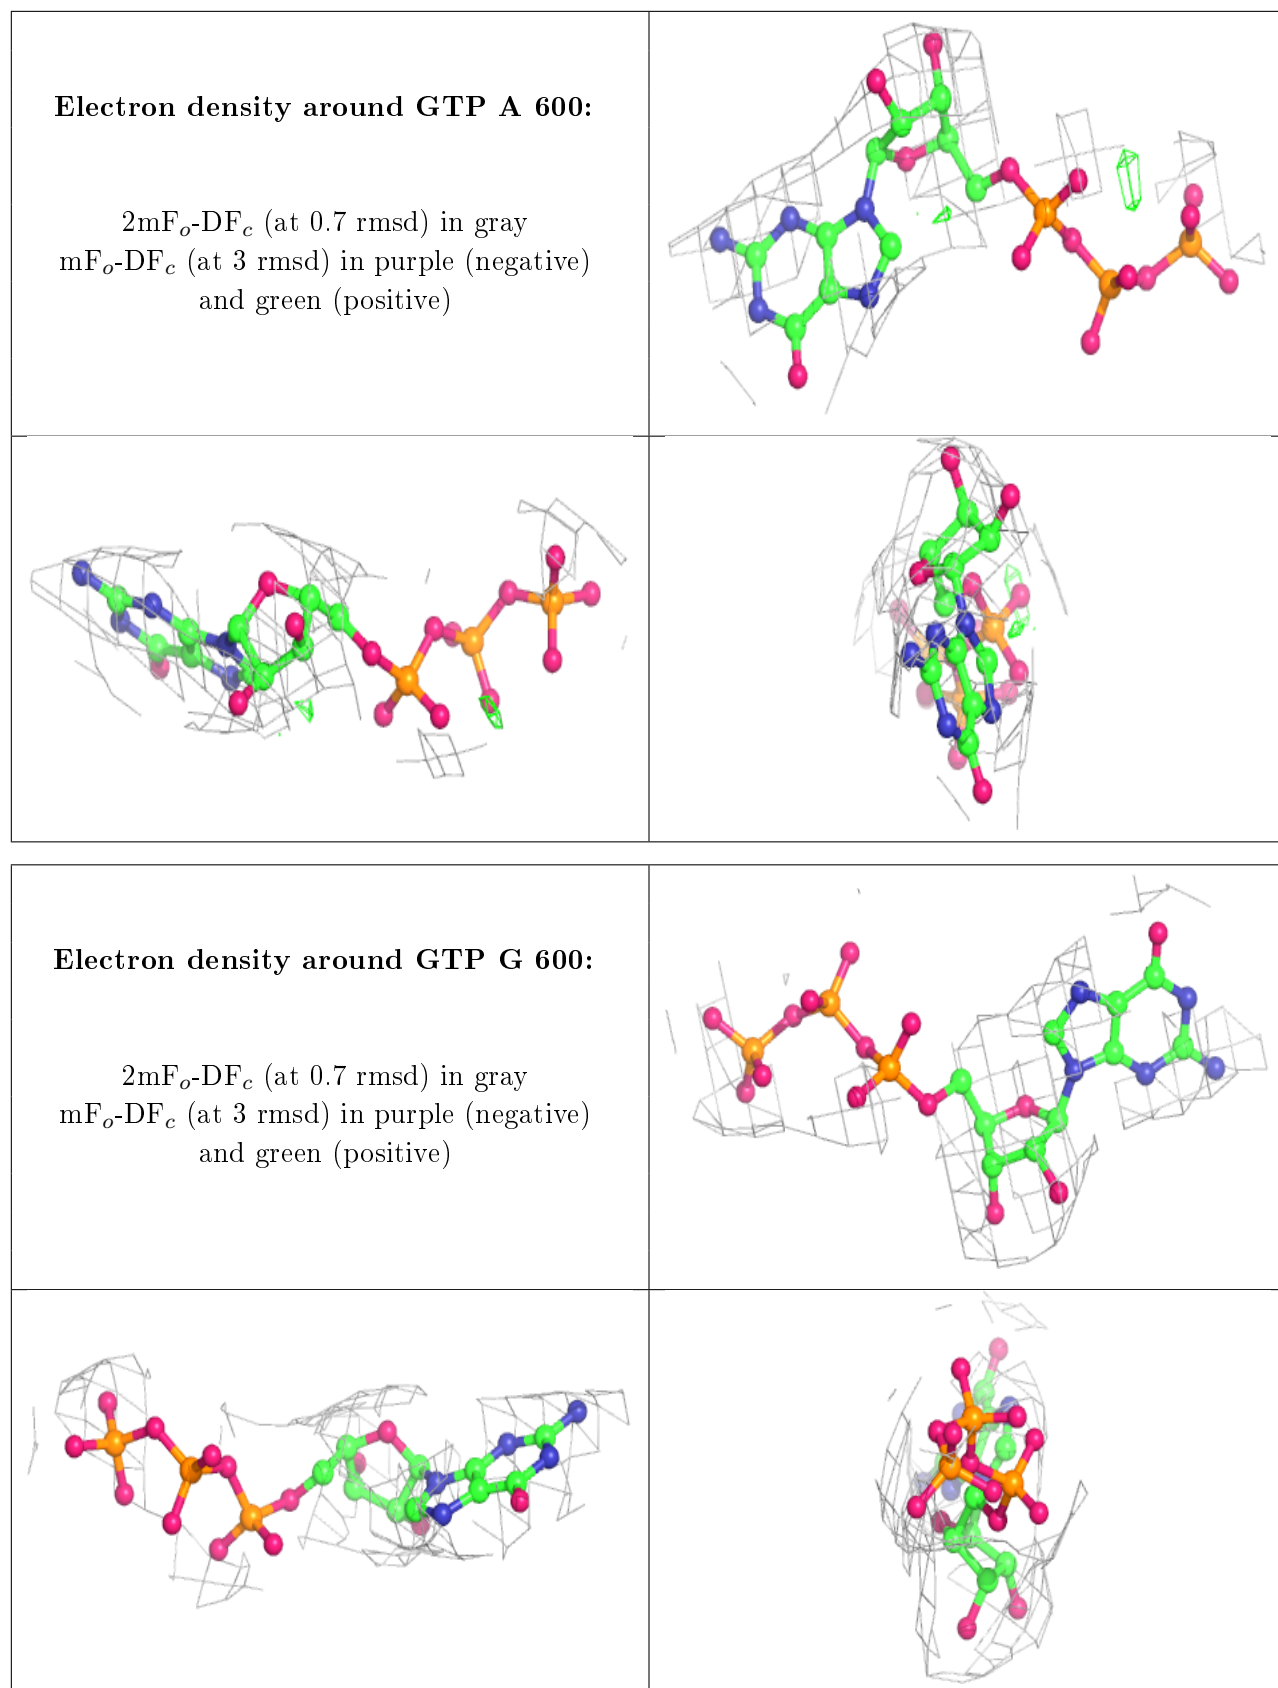 Electron density around GTP A 600:
2mFo-DFc (at 0.7 rmsd) in gray
mFo-DFc (at 3 rmsd) in purple (negative)
and green (positive)
Electron density around GTP G 600:
2mFo-DFc (at 0.7 rmsd) in gray
mFo-DFc (at 3 rmsd) in purple (negative)
and green (positive)